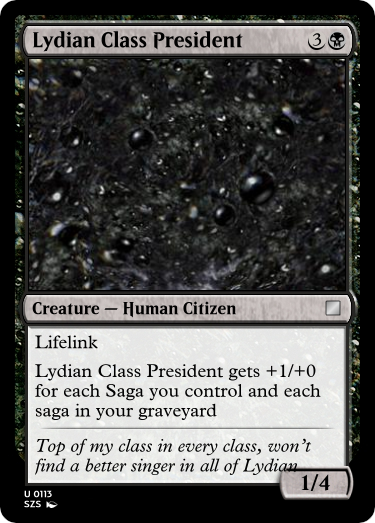 Lydian Class President 3
Creature — Human Citizen
Lifelink
Lydian Class President gets +1/+0
for each Saga you control and each
saga in your graveyard
Top of my class in every class, won't
find a better singer in all of Lydian
1/4
U 0113
SZS